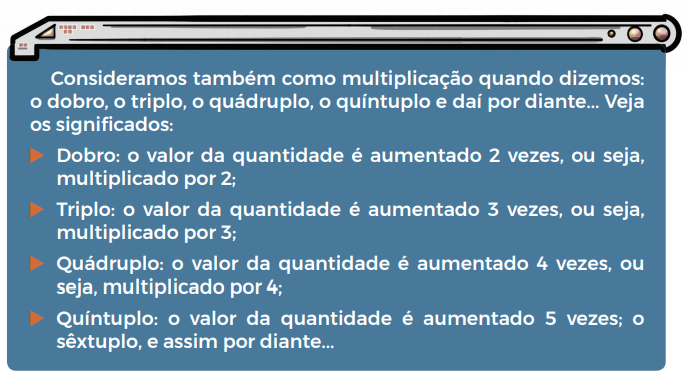 Consideramos também como multiplicação quando dizemos:
o dobro, o triplo, o quádruplo, o quíntuplo e daí por diante... Veja
os significados:
Dobro: o valor da quantidade é aumentado 2 vezes, ou seja,
multiplicado por 2;
Triplo: o valor da quantidade é aumentado 3 vezes, ou seja,
multiplicado por 3;
Quádruplo: o valor da quantidade é aumentado 4 vezes, ou
seja, multiplicado por 4;
Quíntuplo: o valor da quantidade é aumentado 5 vezes; o
sêxtuplo, e assim por diante...